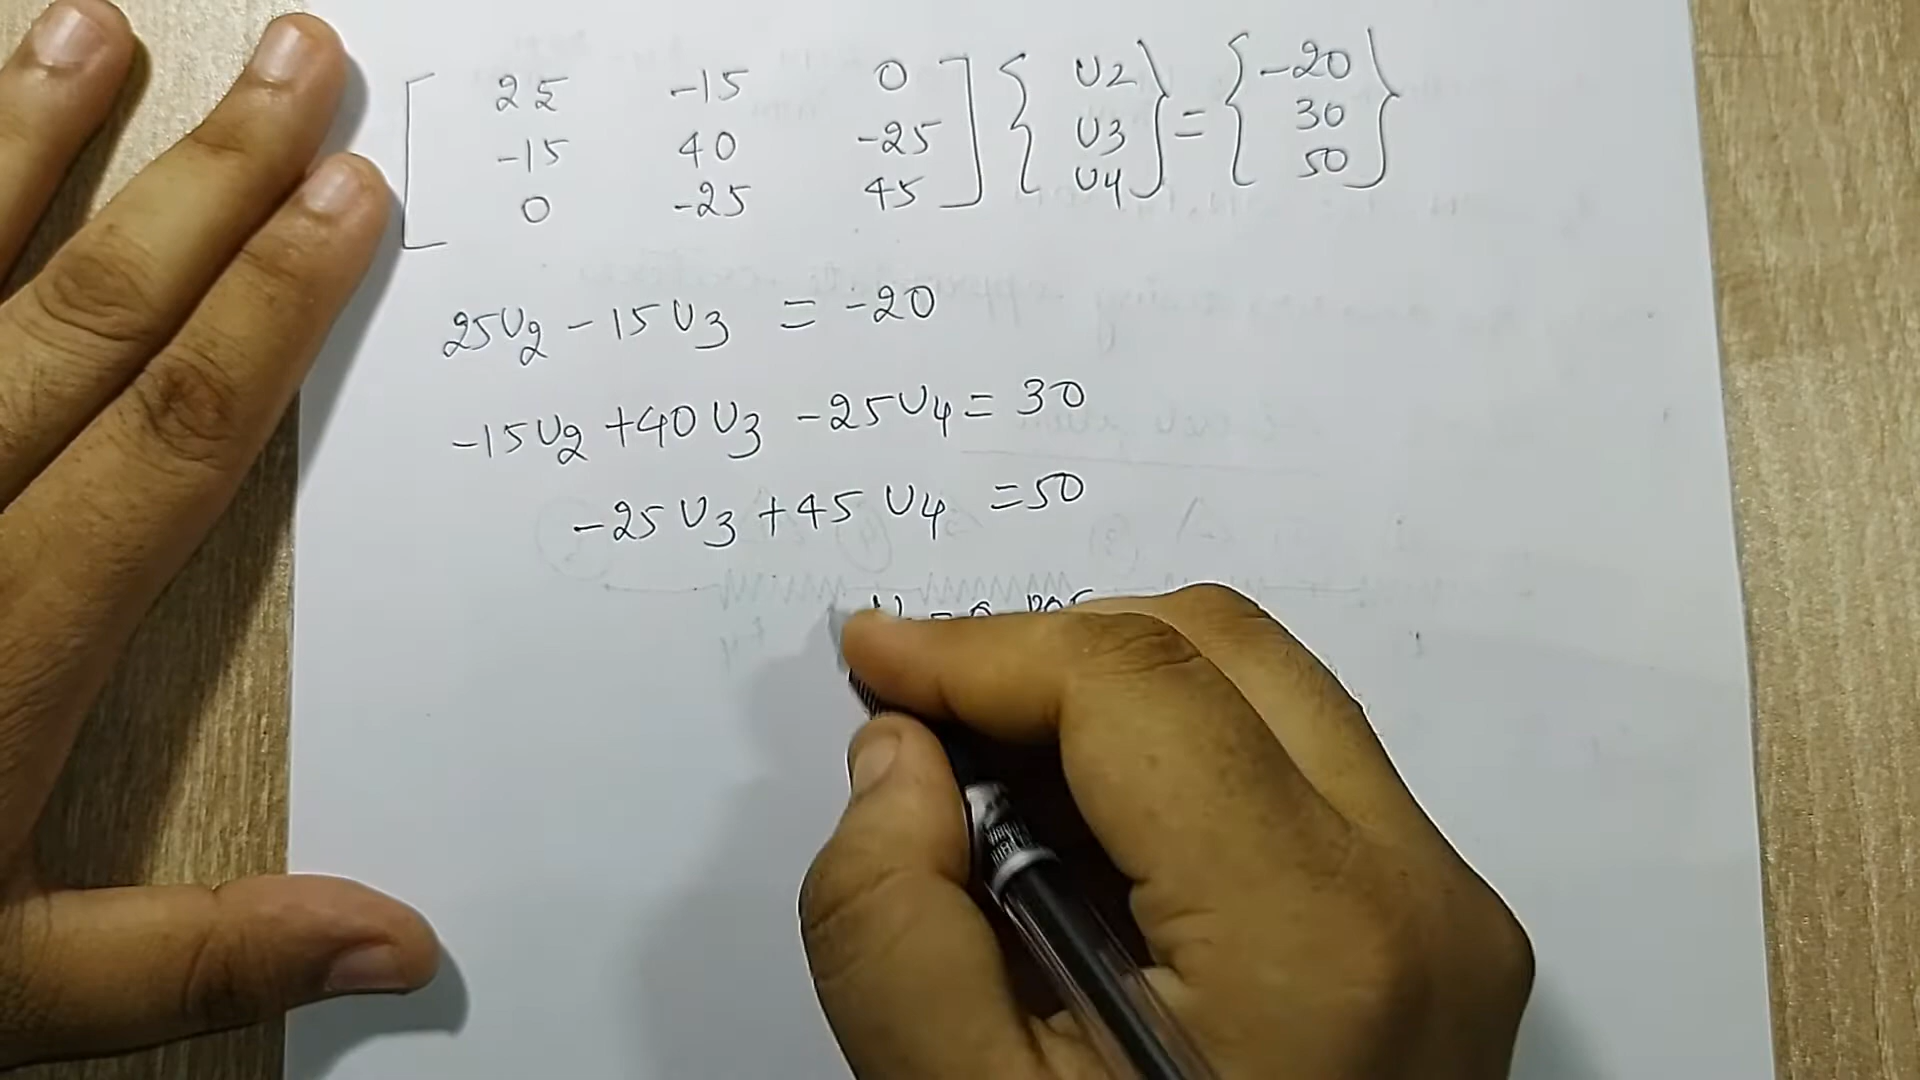 [ 25 -15 0 ] { U2 } = { -20 }
-15 40 -25 U3 30
0 -25 45 U4 50
25U2 - 15U3 = -20
-15U2 + 40U3 - 25U4 = 30
-25U3 + 45U4 = 50